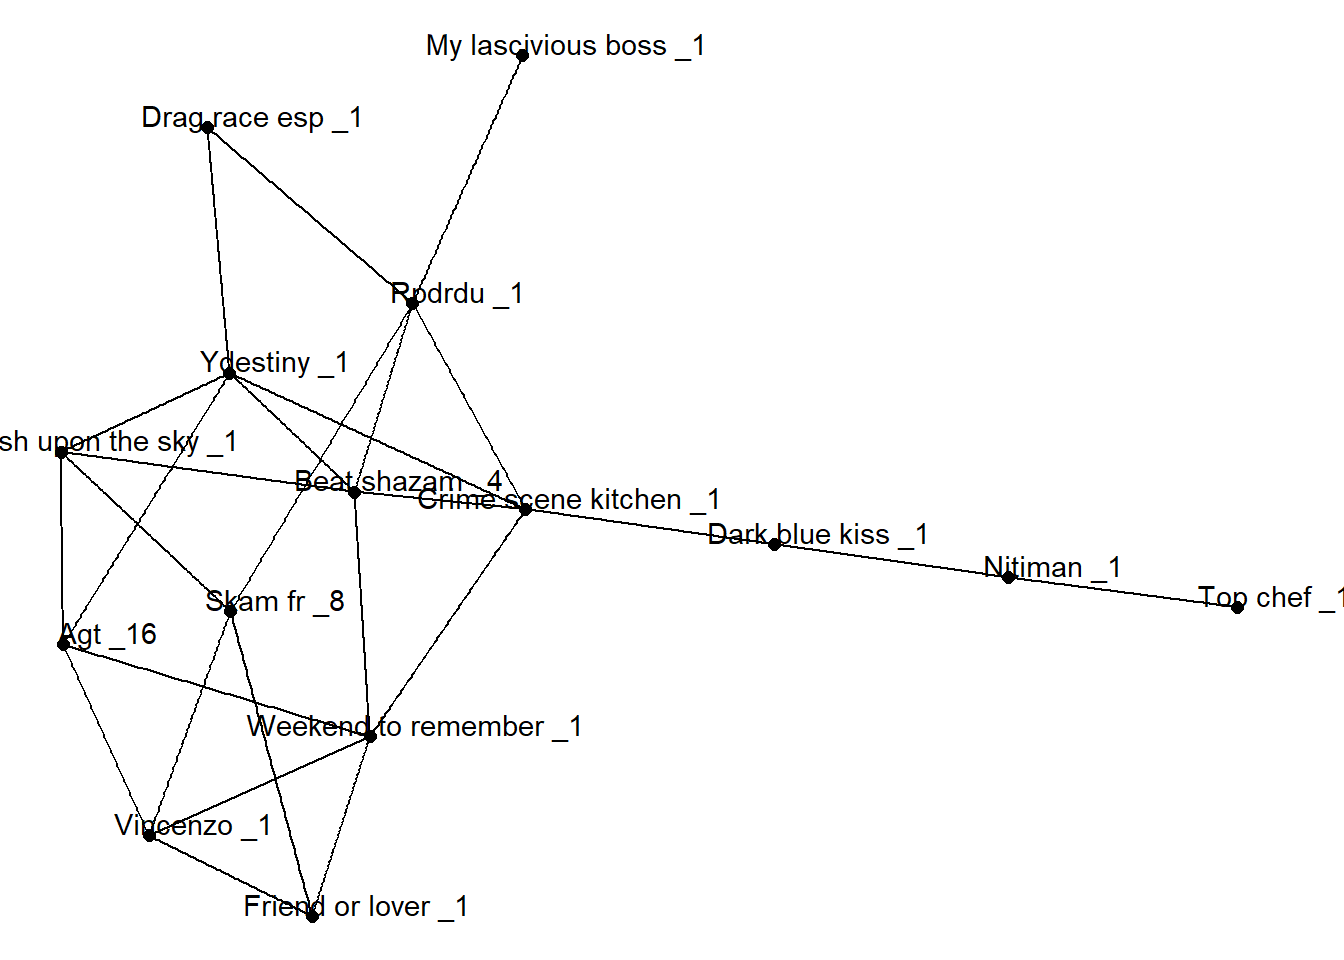 My lascivious boss _1
Drag race esp _1
Rpdrdu _1
Ydestiny _1
sh upon the sky _1
Beat shazam _4
Crime scene kitchen _1
Dark blue kiss _1
Nitiman _1
Top chef _1
Skam fr _8
Agt _16
Weekend to remember _1
Vincenzo _1
Friend or lover _1